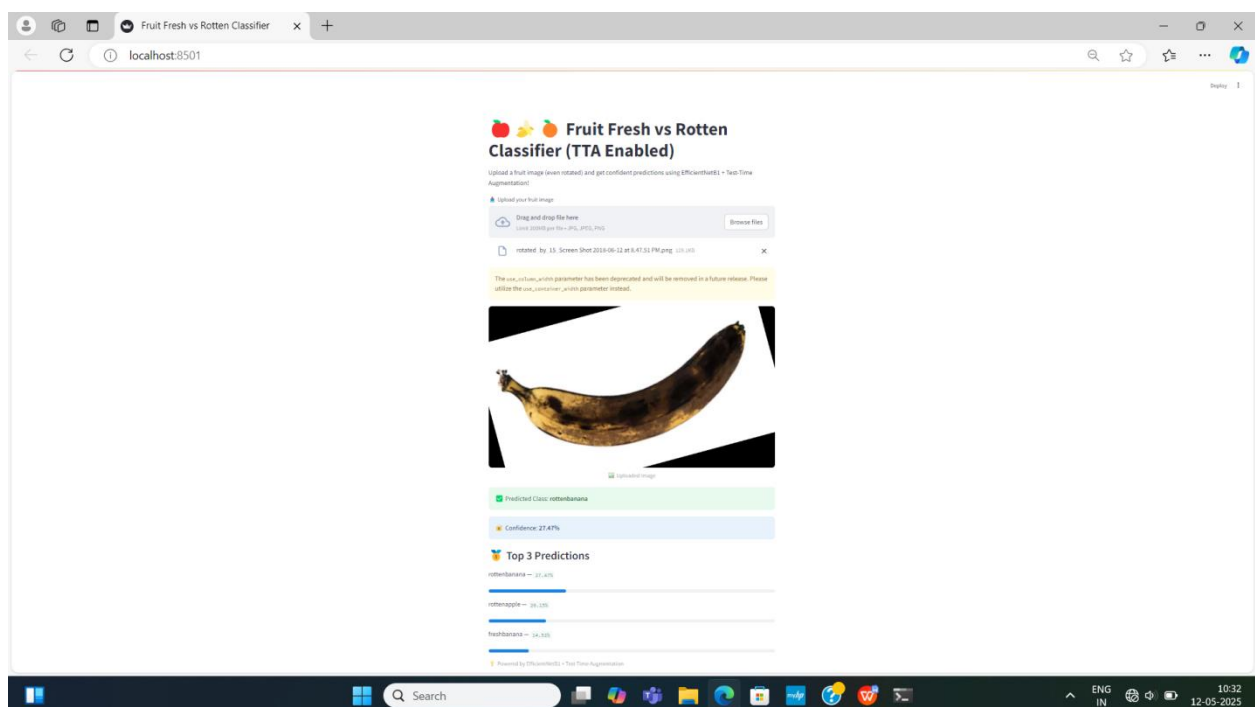 Fruit Fresh vs Rotten Classifier
localhost:8501
Deploy
Fruit Fresh vs Rotten
Classifier (TTA Enabled)
Upload a fruit image (even rotated) and get confident predictions using EfficientNetB1 + Test-Time
Augmentation!
Upload your fruit image
Drag and drop file here
Limit 200MB per file • JPG, JPEG, PNG
Browse files
The use_column_width parameter has been deprecated and will be removed in a future release. Please
utilize the use_container_width parameter instead.
Uploaded Image
Predicted Class: rottenbanana
Confidence: 27.47%
Top 3 Predictions
rottenbanana — 27.47%
rottenapple —
freshbanana —
Powered by EfficientNetB1 + Test Time Augmentation
Search
ENG
IN
10:32
12-05-2025